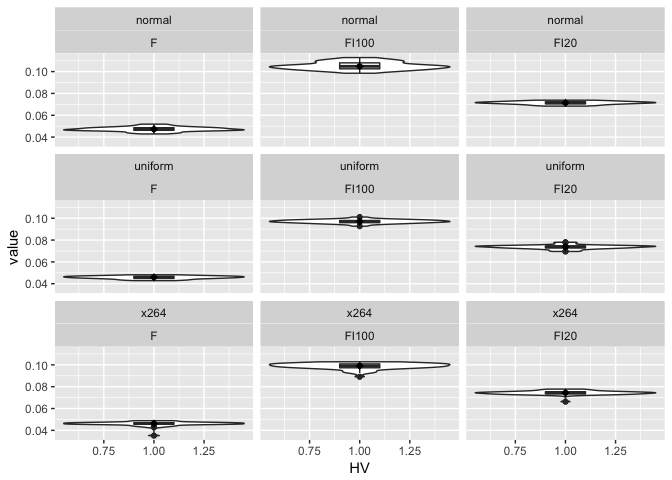 normal normal normal
F FI100 FI20
0.10
0.08
0.06
0.04
uniform uniform uniform
F FI100 FI20
0.10
0.08
0.06
0.04
value
x264 x264 x264
F FI100 FI20
0.10
0.08
0.06
0.04
0.75 1.00 1.25 0.75 1.00 1.25 0.75 1.00 1.25
HV